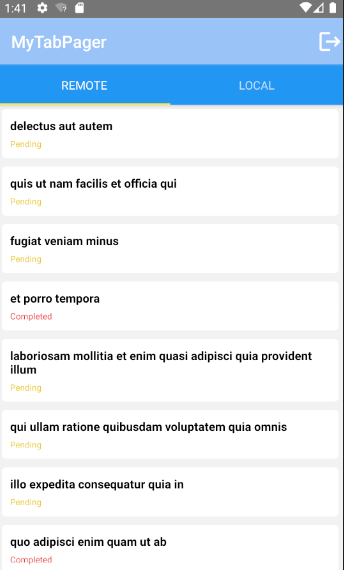 1:41
MyTabPager
REMOTE
LOCAL
delectus aut autem
Pending
quis ut nam facilis et officia qui
Pending
fugiat veniam minus
Pending
et porro tempora
Completed
laboriosam mollitia et enim quasi adipisci quia provident
illum
Pending
qui ullam ratione quibusdam voluptatem quia omnis
Pending
illo expedita consequatur quia in
Pending
quo adipisci enim quam ut ab
Completed